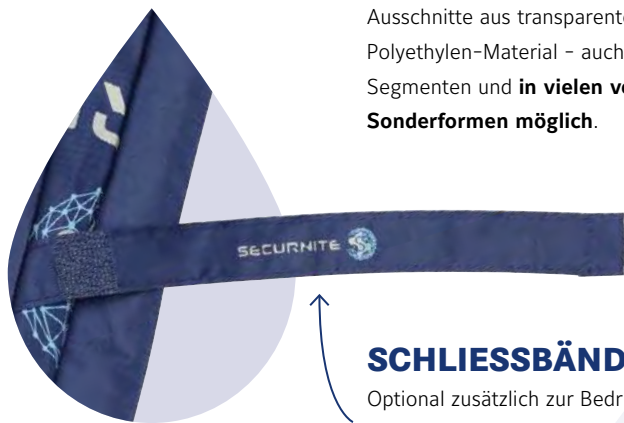 Ausschnitte aus transparente
Polyethylen-Material – auch
Segmenten und in vielen
Sonderformen möglich.
SECURNITE
SCHLIESSBÄND
Optional zusätzlich zur Bedr